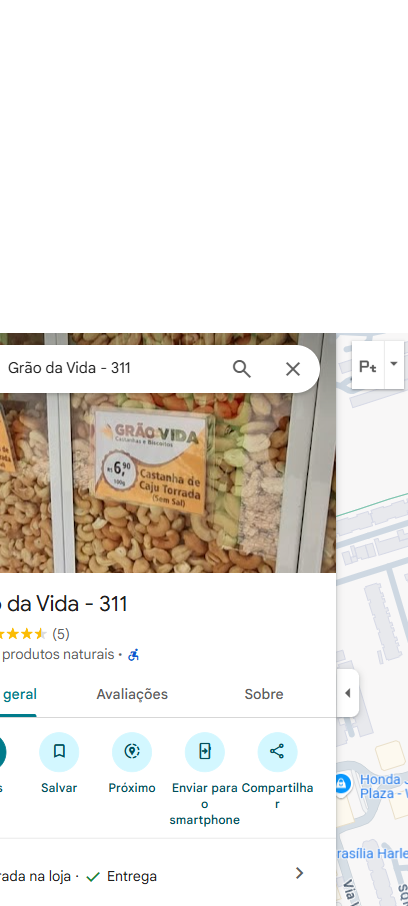 Grão da Vida - 311
GRÃO VIDA
Castanhas e Biscoitos
R$ 6,90
100g
Castanha de
Caju Torrada
(Sem Sal)
Pt
o da Vida - 311
(5)
produtos naturais ·
geral
Avaliações
Sobre
s
Salvar
Próximo
Enviar para o smartphone
Compartilhar
rada na loja · Entrega
Honda J
Plaza - W
rasília Harle
Via